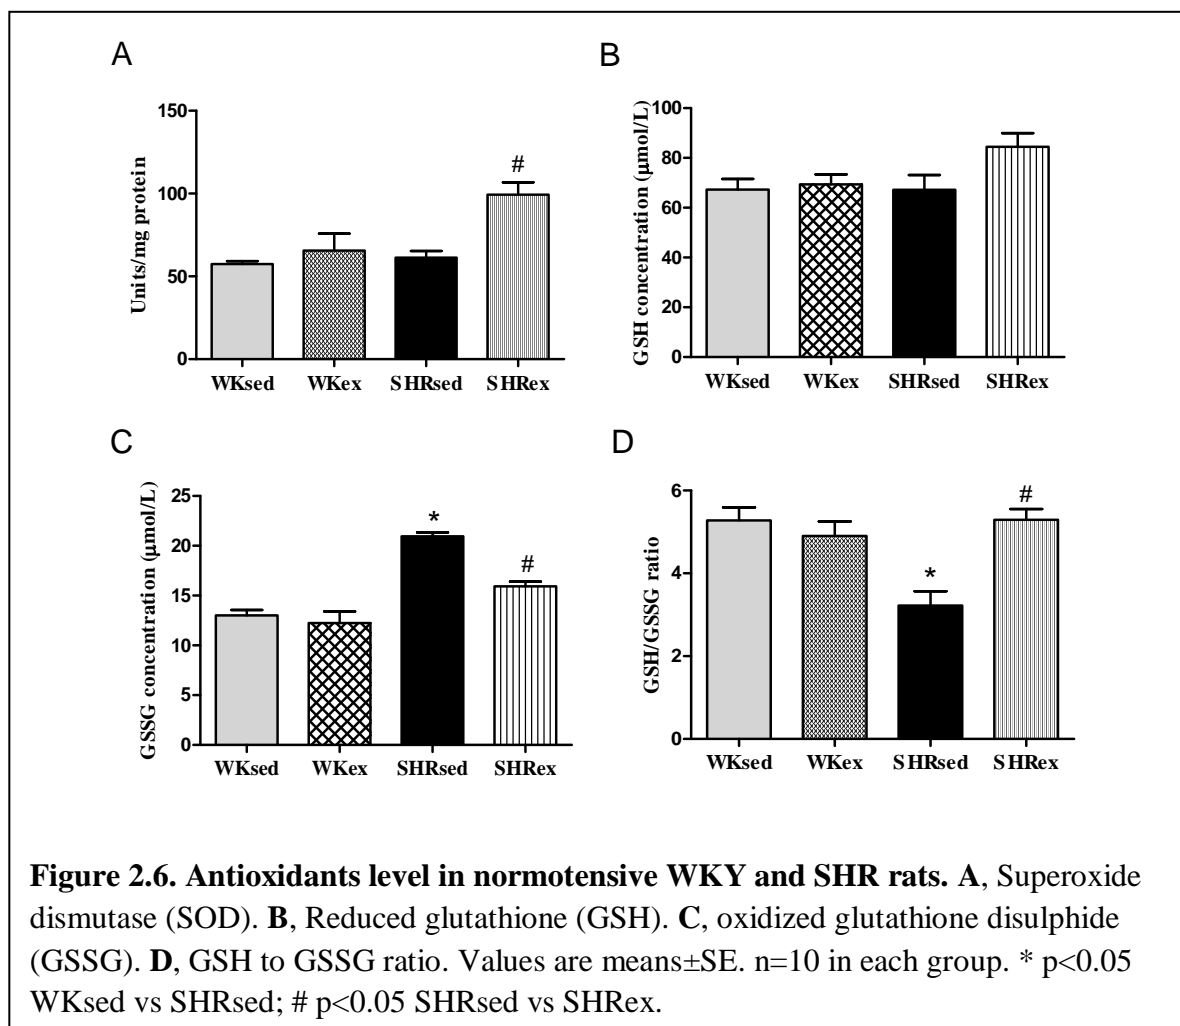 A
150
100
50
0
Units/mg protein
#
WKsed WKex SHRsed SHRex
B
100
80
60
40
20
0
GSH concentration (µmol/L)
WKsed WKex SHRsed SHRex
C
25
20
15
10
5
0
GSSG concentration (µmol/L)
*
#
WKsed WKex SHRsed SHRex
D
6
4
2
0
GSH/GSSG ratio
*
#
WKsed WKex SHRsed SHRex
Figure 2.6. Antioxidants level in normotensive WKY and SHR rats. A, Superoxide
dismutase (SOD). B, Reduced glutathione (GSH). C, oxidized glutathione disulphide
(GSSG). D, GSH to GSSG ratio. Values are means±SE. n=10 in each group. * p<0.05
WKsed vs SHRsed; # p<0.05 SHRsed vs SHRex.